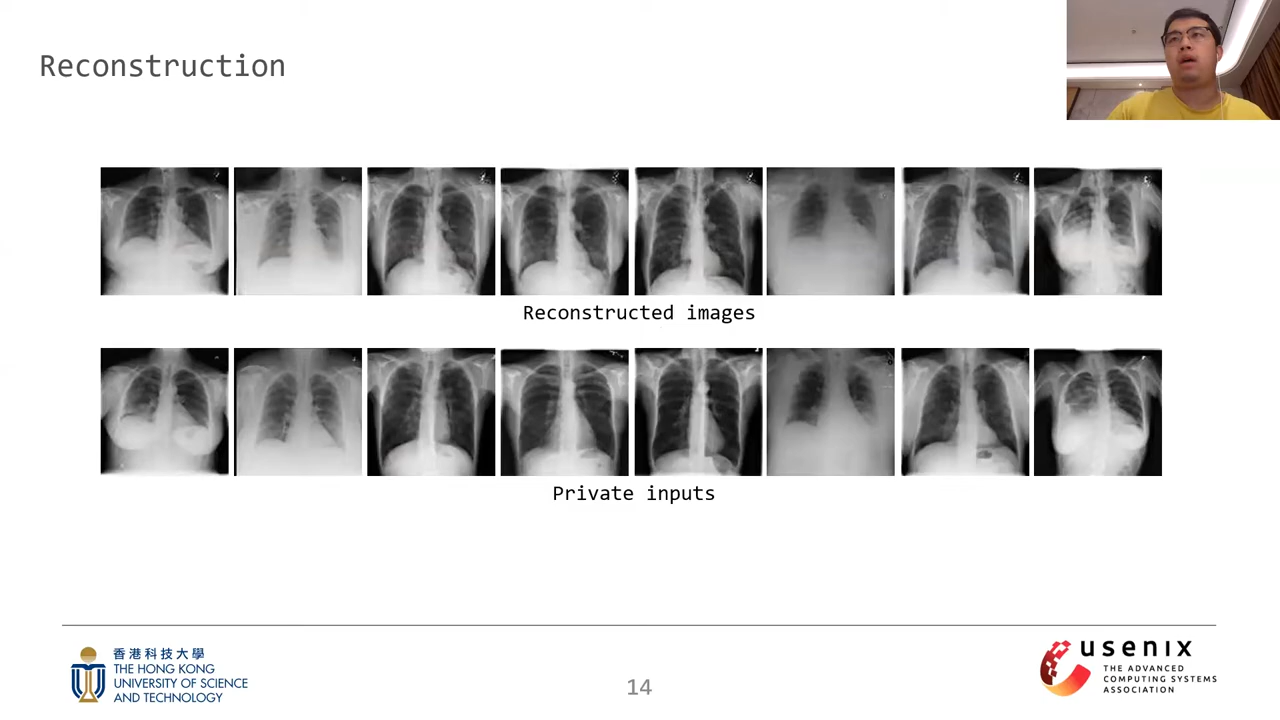 Reconstruction
Reconstructed images
Private inputs
香港科技大學
THE HONG KONG
UNIVERSITY OF SCIENCE
AND TECHNOLOGY
14
usenix
THE ADVANCED
COMPUTING SYSTEMS
ASSOCIATION